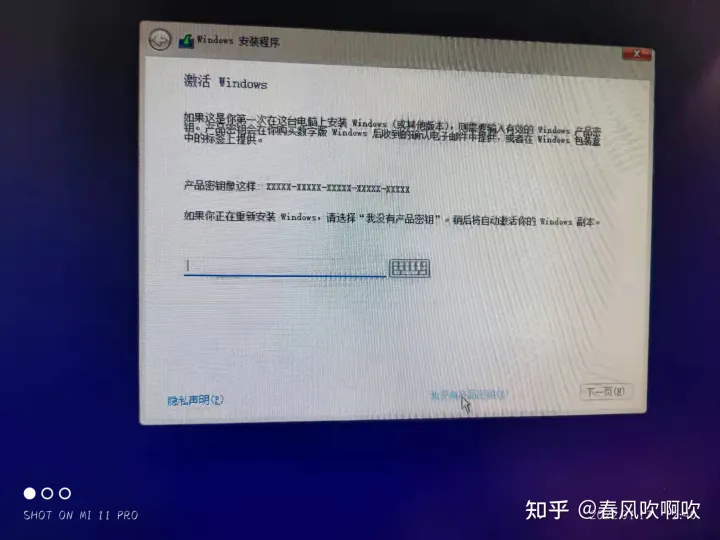 Windows 安装程序
激活 Windows
如果这是你第一次在这台电脑上安装 Windows (或其他版本)，则需要输入有效的 Windows 产品密
钥。产品密钥会在你购买数字版 Windows 后收到的确认电子邮件中提供，或者在 Windows 包装盒
中的标签上提供。
产品密钥像这样: XXXXX-XXXXX-XXXXX-XXXXX-XXXXX
如果你正在重新安装 Windows，请选择“我没有产品密钥”。稍后将自动激活你的 Windows 副本。
隐私声明(P)
我没有产品密钥(I)
下一页(N)
SHOT ON MI 11 PRO
知乎 @春风吹啊吹